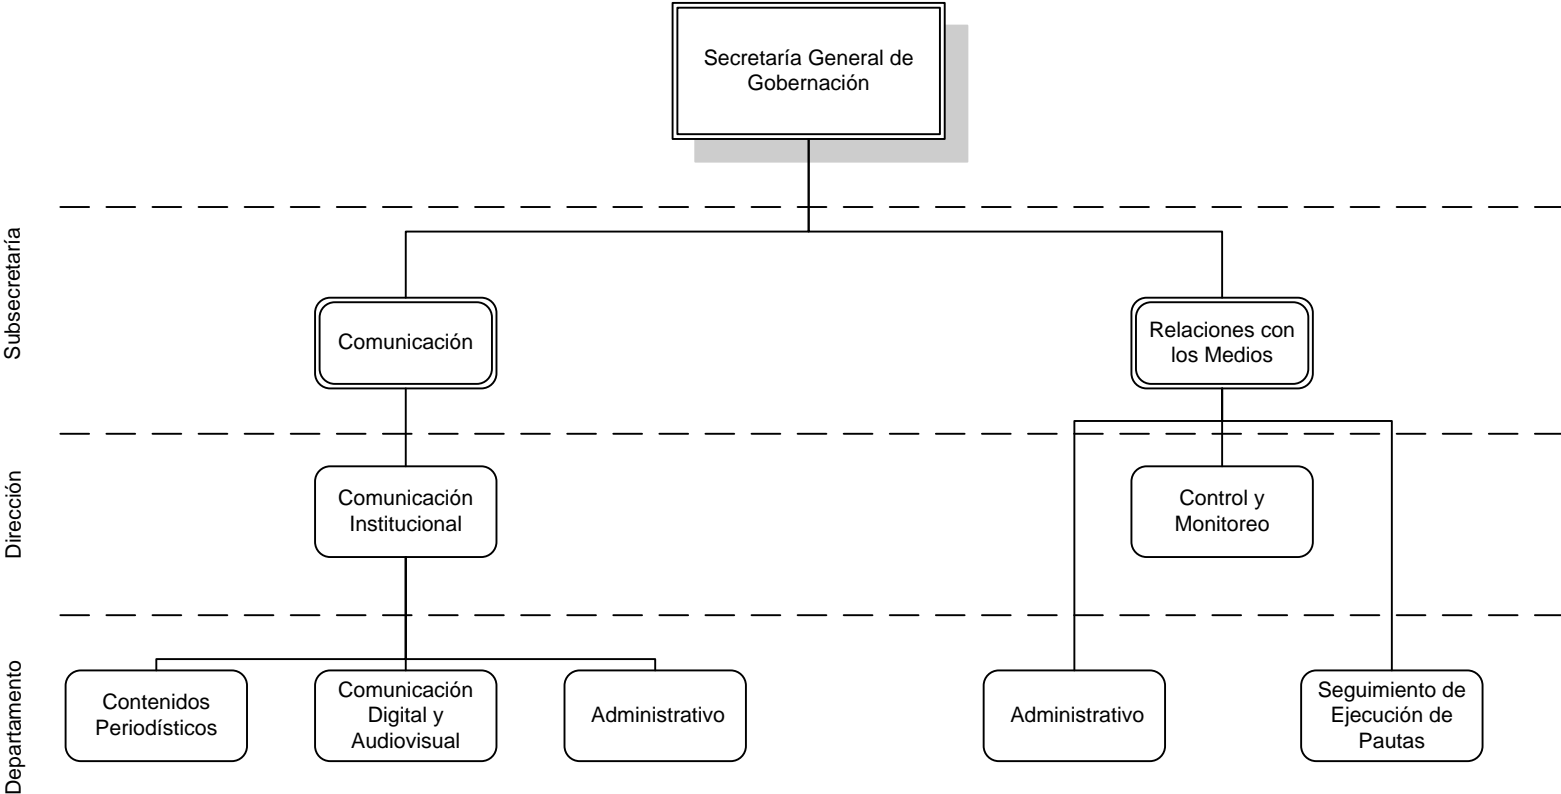 Secretaría General de
Gobernación
Subsecretaría
Comunicación
Relaciones con
los Medios
Dirección
Comunicación
Institucional
Control y
Monitoreo
Departamento
Contenidos
Periodísticos
Comunicación
Digital y
Audiovisual
Administrativo
Administrativo
Seguimiento de
Ejecución de
Pautas